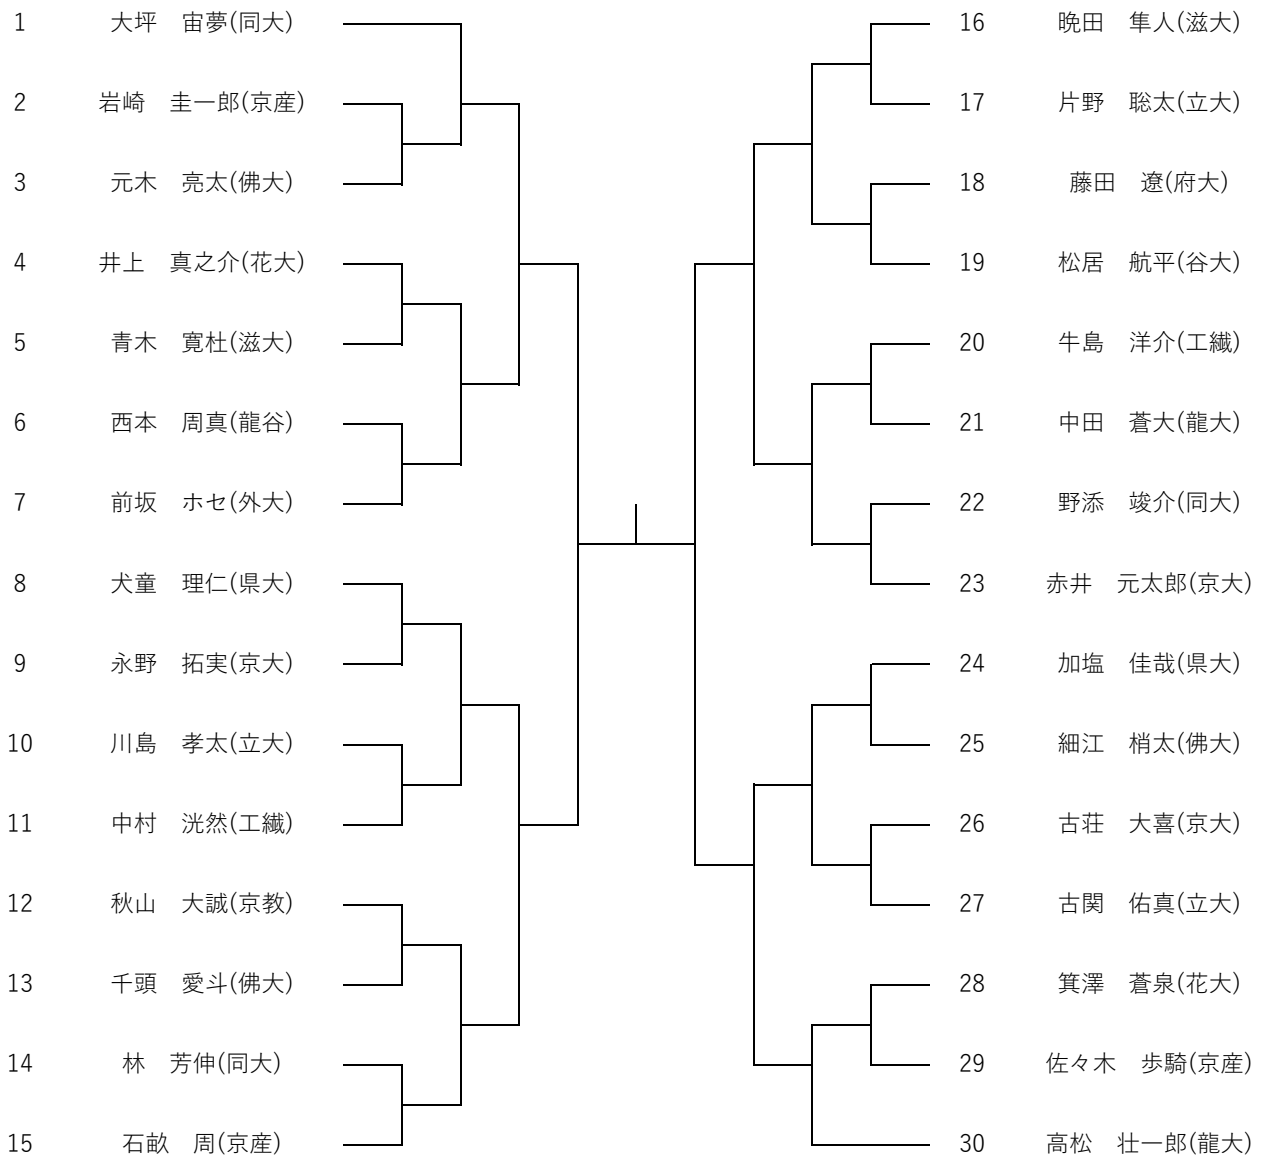 1 大坪　宙夢(同大)
2 岩崎　圭一郎(京産)
3 元木　亮太(佛大)
4 井上　真之介(花大)
5 青木　寛杜(滋大)
6 西本　周真(龍谷)
7 前坂　ホセ(外大)
8 犬童　理仁(県大)
9 永野　拓実(京大)
10 川島　孝太(立大)
11 中村　洸然(工繊)
12 秋山　大誠(京教)
13 千頭　愛斗(佛大)
14 林　芳伸(同大)
15 石畝　周(京産)
16 晩田　隼人(滋大)
17 片野　聡太(立大)
18 藤田　遼(府大)
19 松居　航平(谷大)
20 牛島　洋介(工繊)
21 中田　蒼大(龍大)
22 野添　竣介(同大)
23 赤井　元太郎(京大)
24 加塩　佳哉(県大)
25 細江　梢太(佛大)
26 古荘　大喜(京大)
27 古関　佑真(立大)
28 箕澤　蒼泉(花大)
29 佐々木　歩騎(京産)
30 高松　壮一郎(龍大)